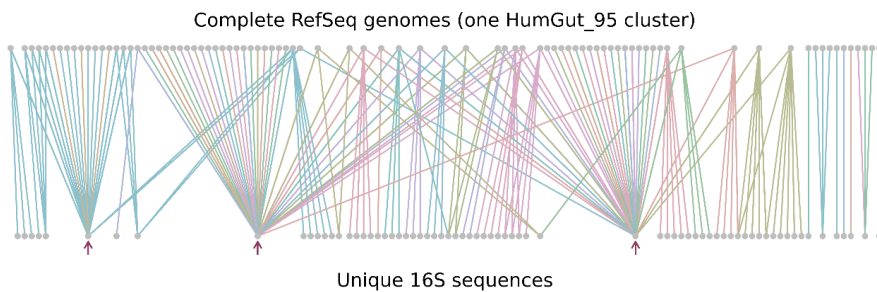 Complete RefSeq genomes (one HumGut_95 cluster)
Unique 16S sequences